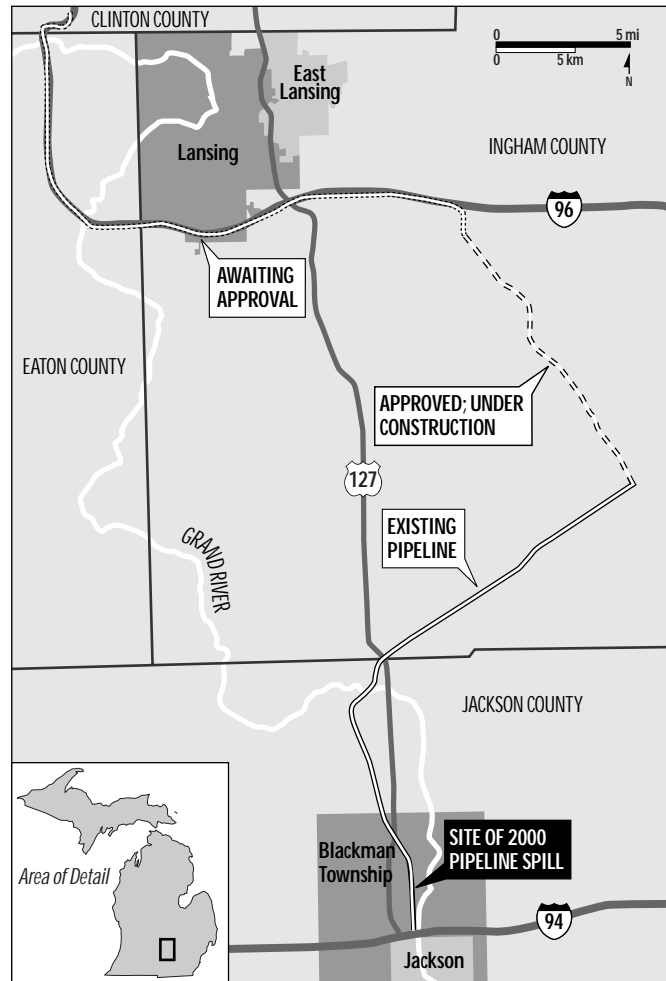 CLINTON COUNTY
0 5 mi
0 5 km
N
East
Lansing
Lansing
INGHAM COUNTY
96
AWAITING
APPROVAL
EATON COUNTY
APPROVED; UNDER
CONSTRUCTION
127
EXISTING
PIPELINE
GRAND RIVER
JACKSON COUNTY
SITE OF 2000
PIPELINE SPILL
Blackman
Township
Area of Detail
94
Jackson